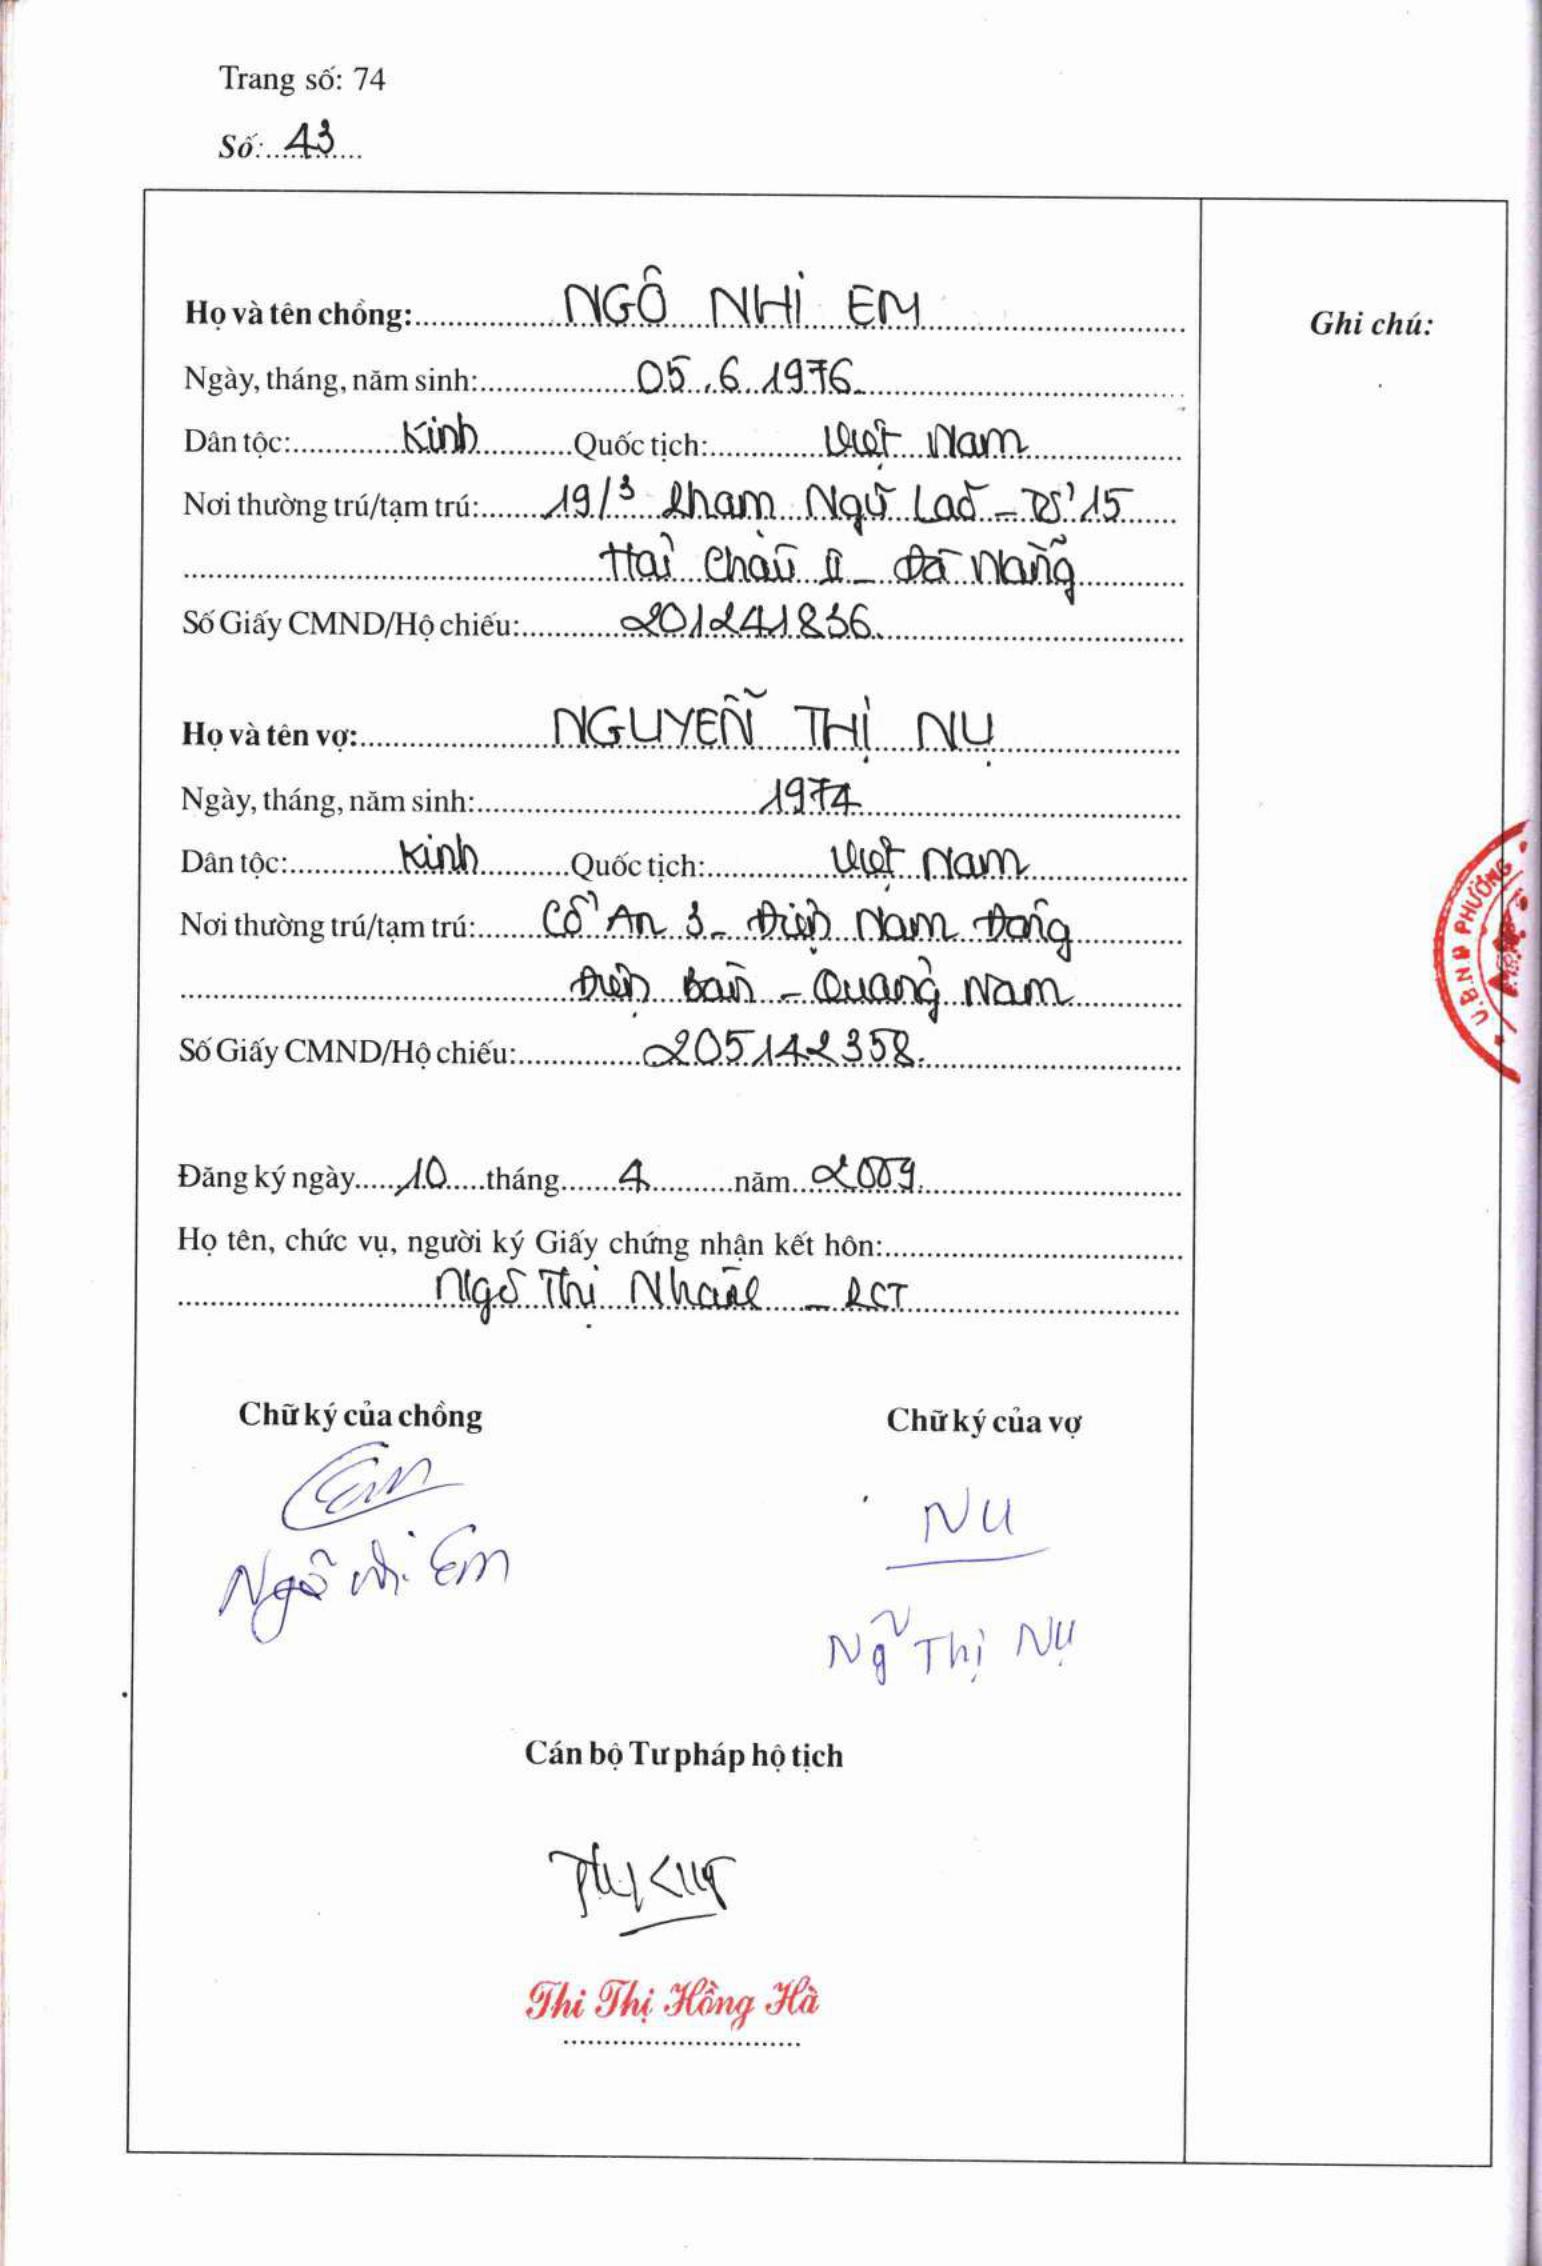 Trang số: 74
Số: 43
Họ và tên chồng: NGÔ NHÌ EM
Ghi chú:
Ngày, tháng, năm sinh: 05.6.1976
Dân tộc: Kinh Quốc tịch: Việt Nam
Nơi thường trú/tạm trú: 19/3 Phạm Ngũ Lão - Tổ 15
Hải Châu II - Đà Nẵng
Số Giấy CMND/Hộ chiếu: 201241836
Họ và tên vợ: NGUYỄN THỊ NỤ
Ngày, tháng, năm sinh: 1974
Dân tộc: Kinh Quốc tịch: Việt Nam
Nơi thường trú/tạm trú: Cổ An 3 - Điện Nam Đông
Điện Bàn - Quảng Nam
U.B.N.D PHƯỜNG
Số Giấy CMND/Hộ chiếu: 205142358
Đăng ký ngày 10 tháng 4 năm 2009
Họ tên, chức vụ, người ký Giấy chứng nhận kết hôn:
Ngô Thị - PCT
Chữ ký của chồng Chữ ký của vợ
Em
Nụ
Ngô Nhì Em
Ng~ Thị Nụ
Cán bộ Tư pháp hộ tịch
Thi Thị Hồng Hà